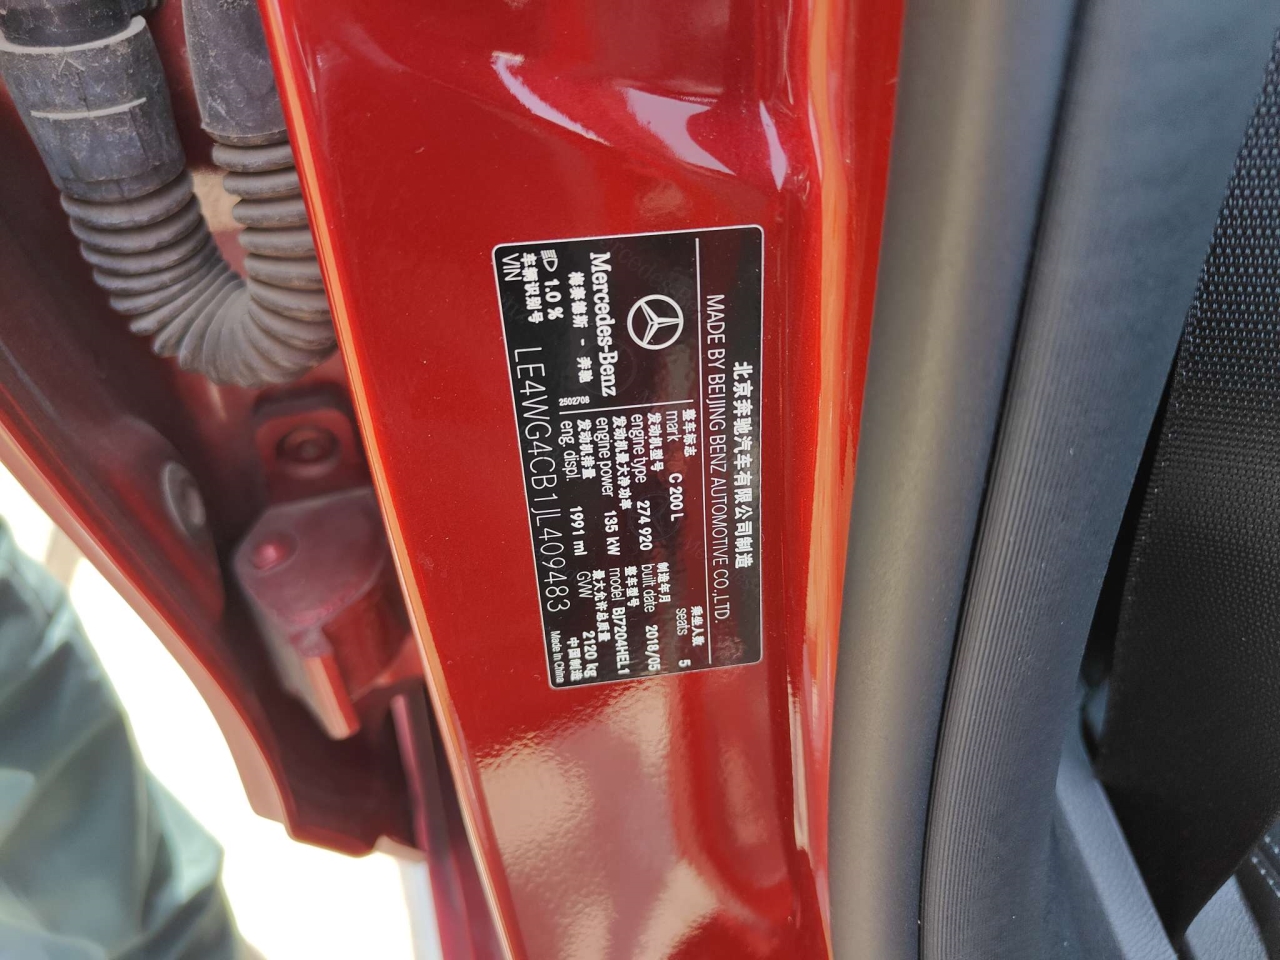 北京奔驰汽车有限公司制造
MADE BY BEIJING BENZ AUTOMOTIVE CO.,LTD.
Mercedes-Benz
梅赛德斯 - 奔驰
1.0 %
2502708
整车标志
mark C 200 L
乘坐人数
seats 5
发动机型号
engine type 274 920
制造年月
built date 2018/05
发动机最大净功率
engine power 135 kW
整车型号
model BJ7204HEL1
发动机排量
eng. displ. 1991 ml
最大允许总质量
GVW 2120 kg
车辆识别号
VIN LE4WG4CB1JL409483
中国制造
Made in China